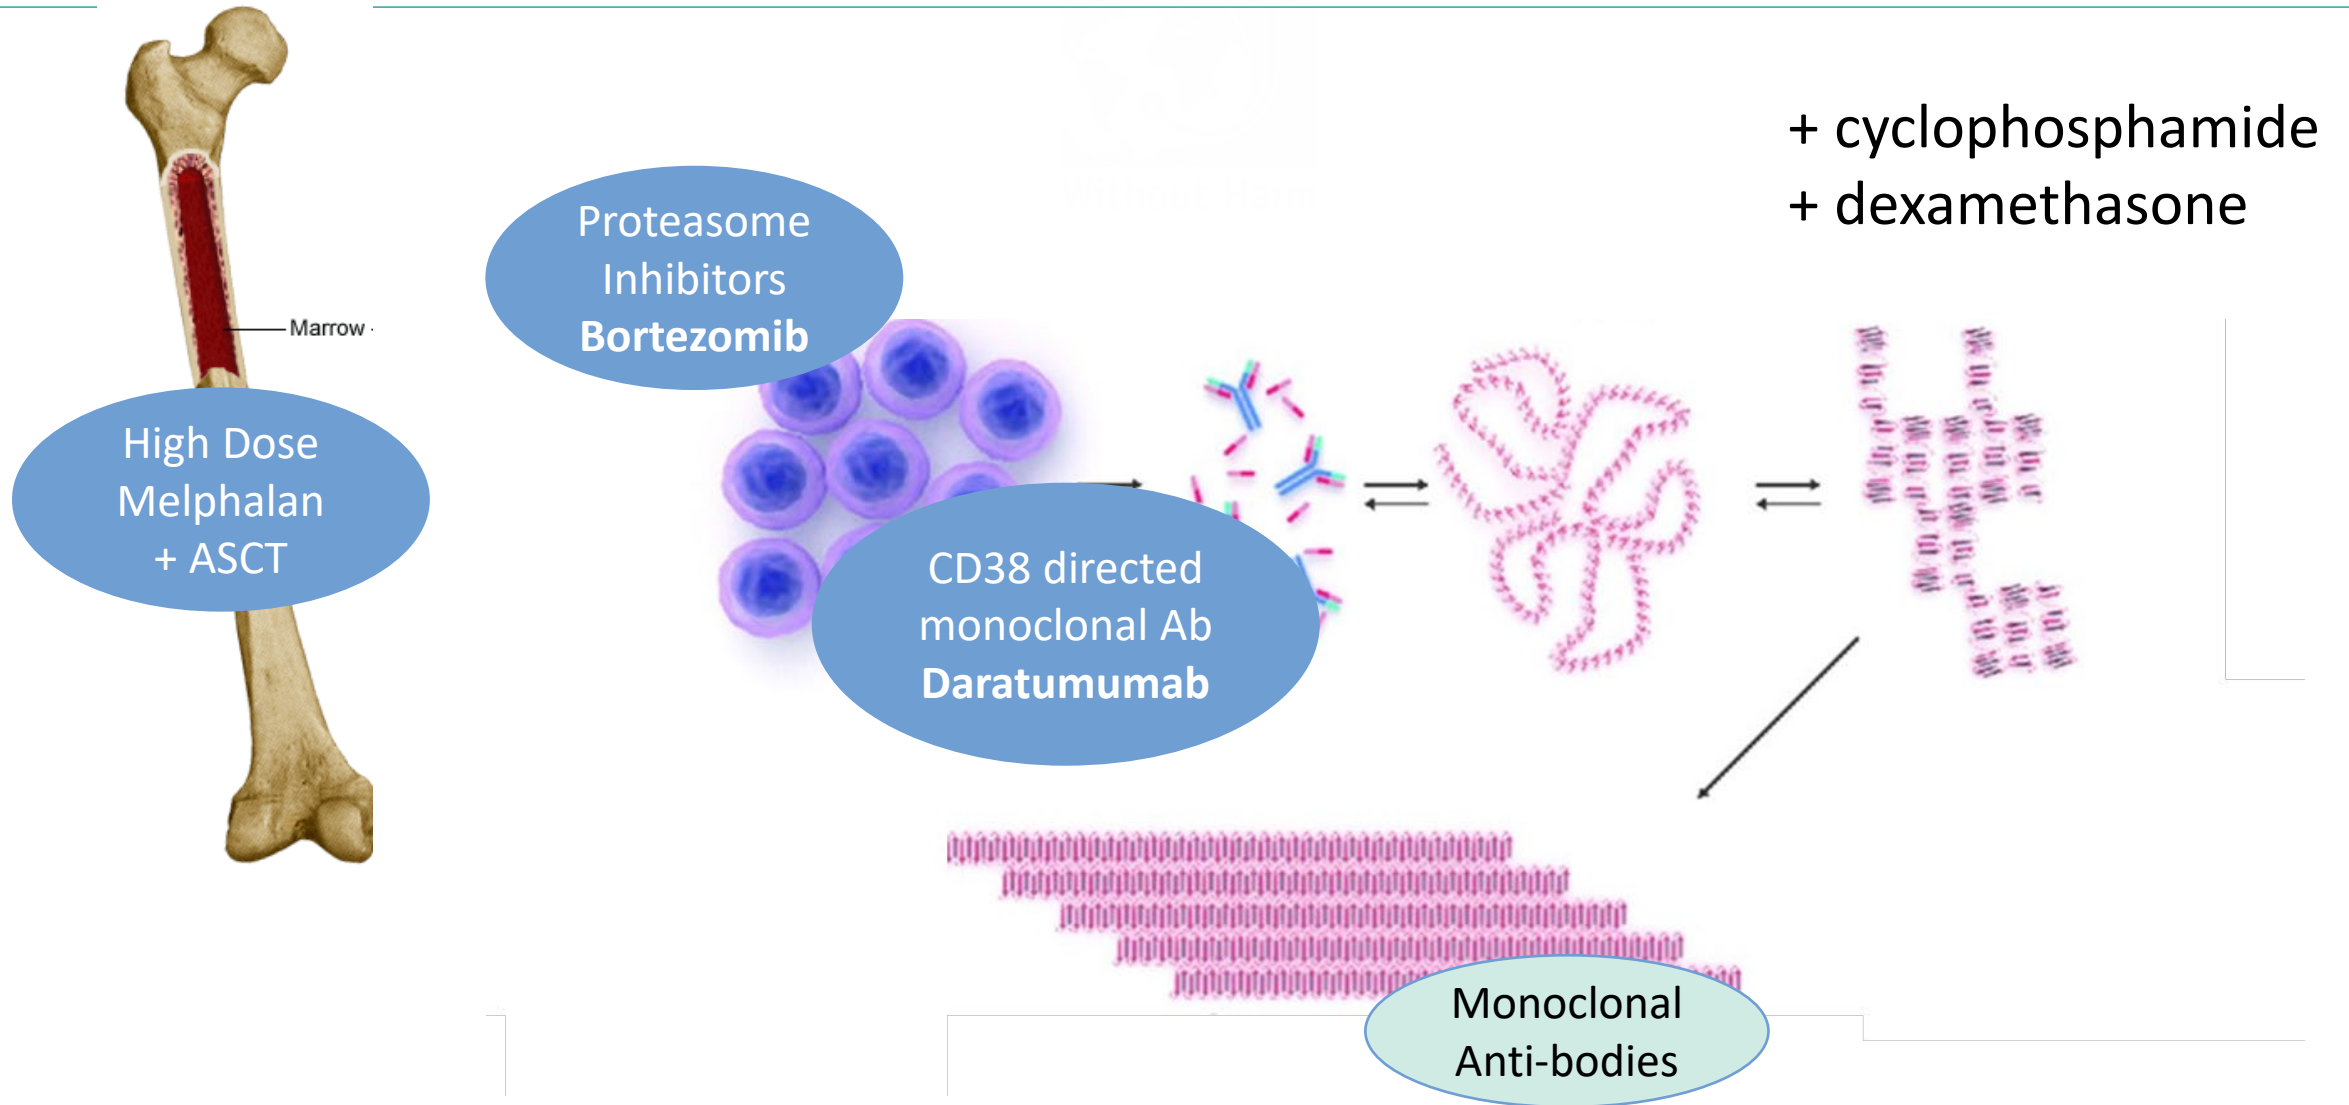 + cyclophosphamide
+ dexamethasone
Proteasome
Inhibitors
Bortezomib
Marrow
High Dose
Melphalan
+ ASCT
CD38 directed
monoclonal Ab
Daratumumab
Monoclonal
Anti-bodies